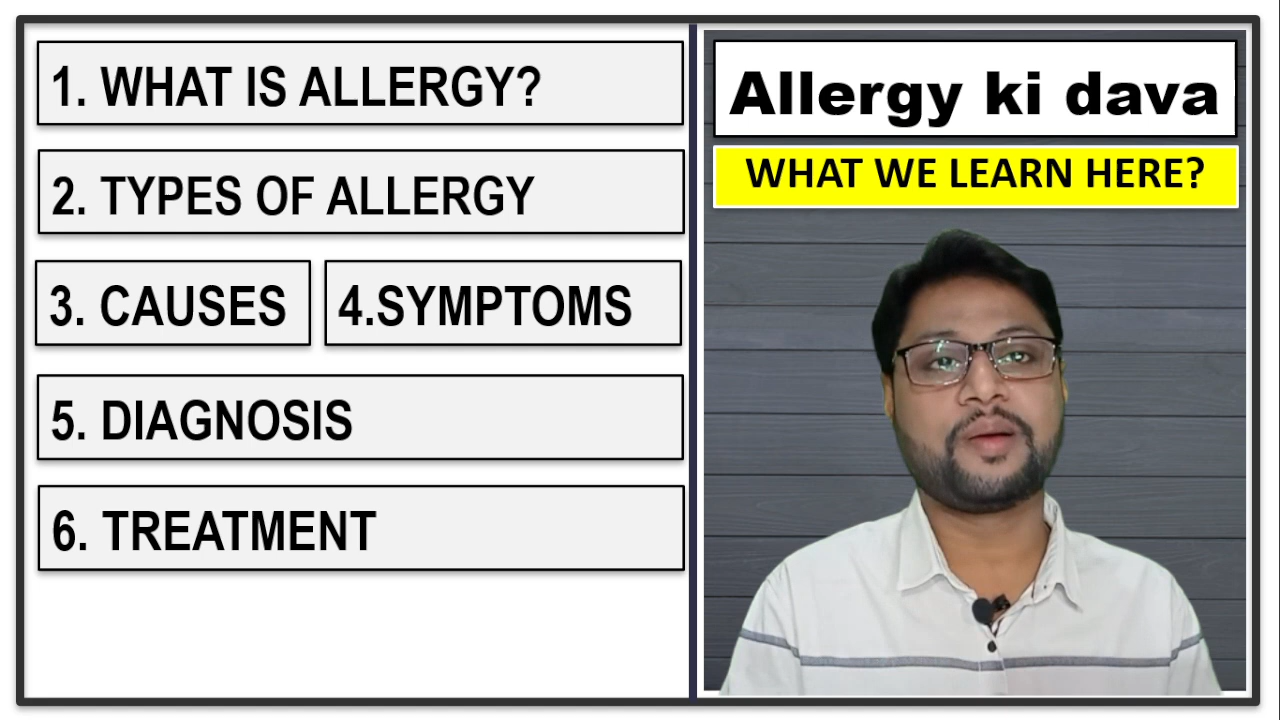 1. WHAT IS ALLERGY?
2. TYPES OF ALLERGY
3. CAUSES
4.SYMPTOMS
5. DIAGNOSIS
6. TREATMENT
Allergy ki dava
WHAT WE LEARN HERE?